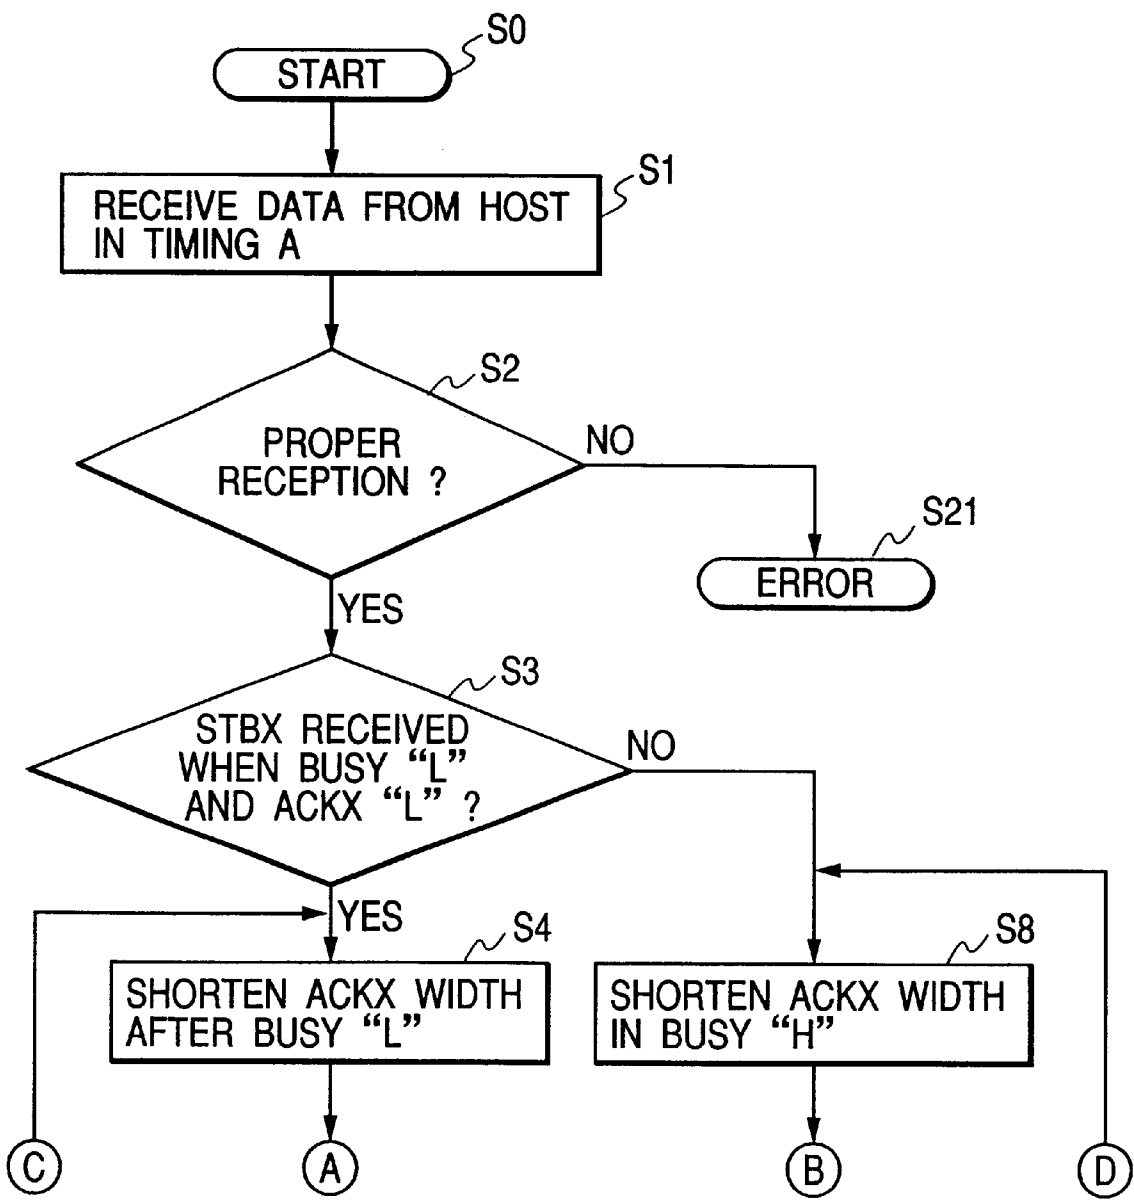 S0
START
S1
RECEIVE DATA FROM HOST
IN TIMING A
S2
PROPER
RECEPTION ?
NO
S21
ERROR
YES
S3
STBX RECEIVED
WHEN BUSY “L”
AND ACKX “L” ?
NO
YES
S4
SHORTEN ACKX WIDTH
AFTER BUSY “L”
S8
SHORTEN ACKX WIDTH
IN BUSY “H”
C
A
B
D